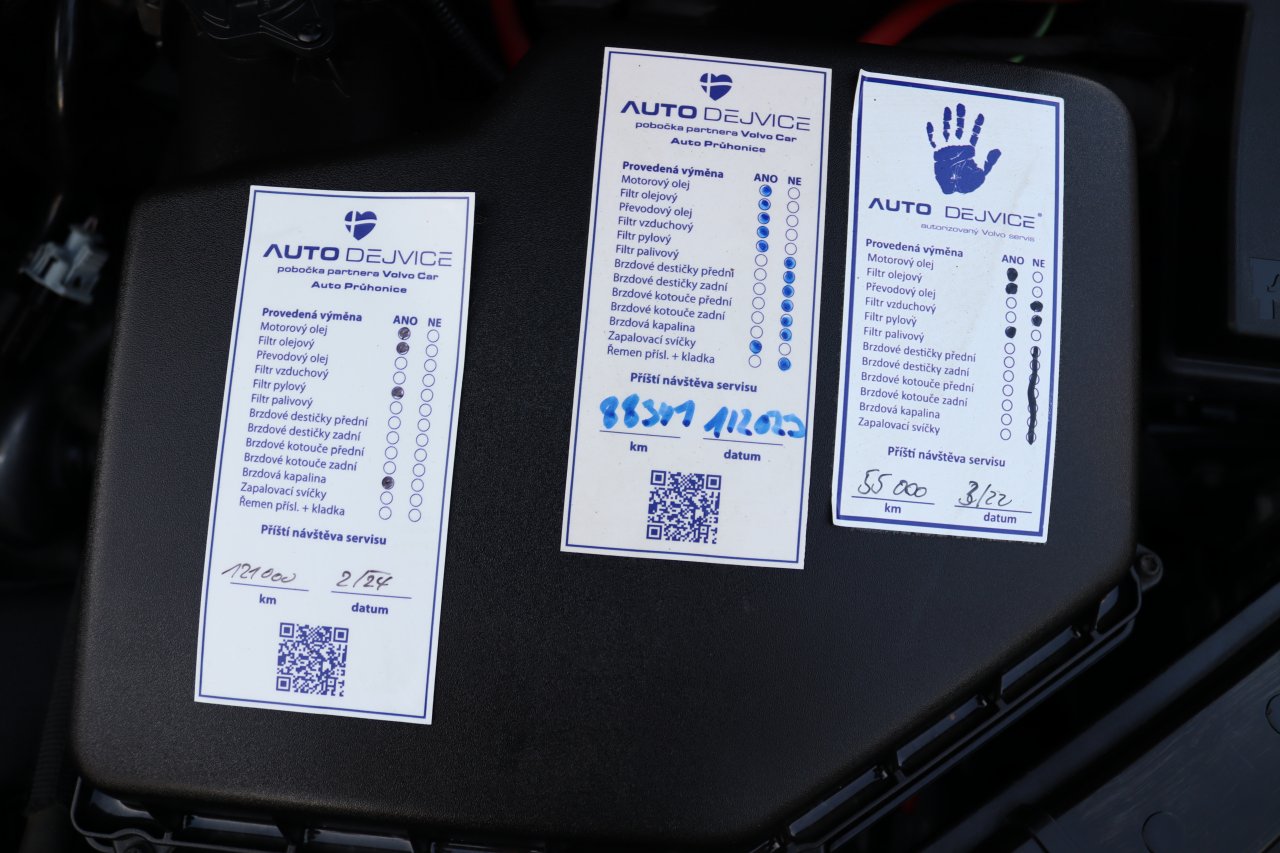 AUTO DEJVICE
pobočka partnera Volvo Car
Auto Průhonice
Provedená výměna ANO NE
Motorový olej
Filtr olejový
Převodový olej
Filtr vzduchový
Filtr pylový
Filtr palivový
Brzdové destičky přední
Brzdové destičky zadní
Brzdové kotouče přední
Brzdové kotouče zadní
Brzdová kapalina
Zapalovací svíčky
Řemen přísl. + kladka
Příští návštěva servisu
121000 2/24
km datum
AUTO DEJVICE
pobočka partnera Volvo Car
Auto Průhonice
Provedená výměna ANO NE
Motorový olej
Filtr olejový
Převodový olej
Filtr vzduchový
Filtr pylový
Filtr palivový
Brzdové destičky přední
Brzdové destičky zadní
Brzdové kotouče přední
Brzdové kotouče zadní
Brzdová kapalina
Zapalovací svíčky
Řemen přísl. + kladka
Příští návštěva servisu
88341 1/2023
km datum
AUTO DEJVICE®
autorizovaný Volvo servis
Provedená výměna ANO NE
Motorový olej
Filtr olejový
Převodový olej
Filtr vzduchový
Filtr pylový
Filtr palivový
Brzdové destičky přední
Brzdové destičky zadní
Brzdové kotouče přední
Brzdové kotouče zadní
Brzdová kapalina
Zapalovací svíčky
Příští návštěva servisu
55 000 3/22
km datum